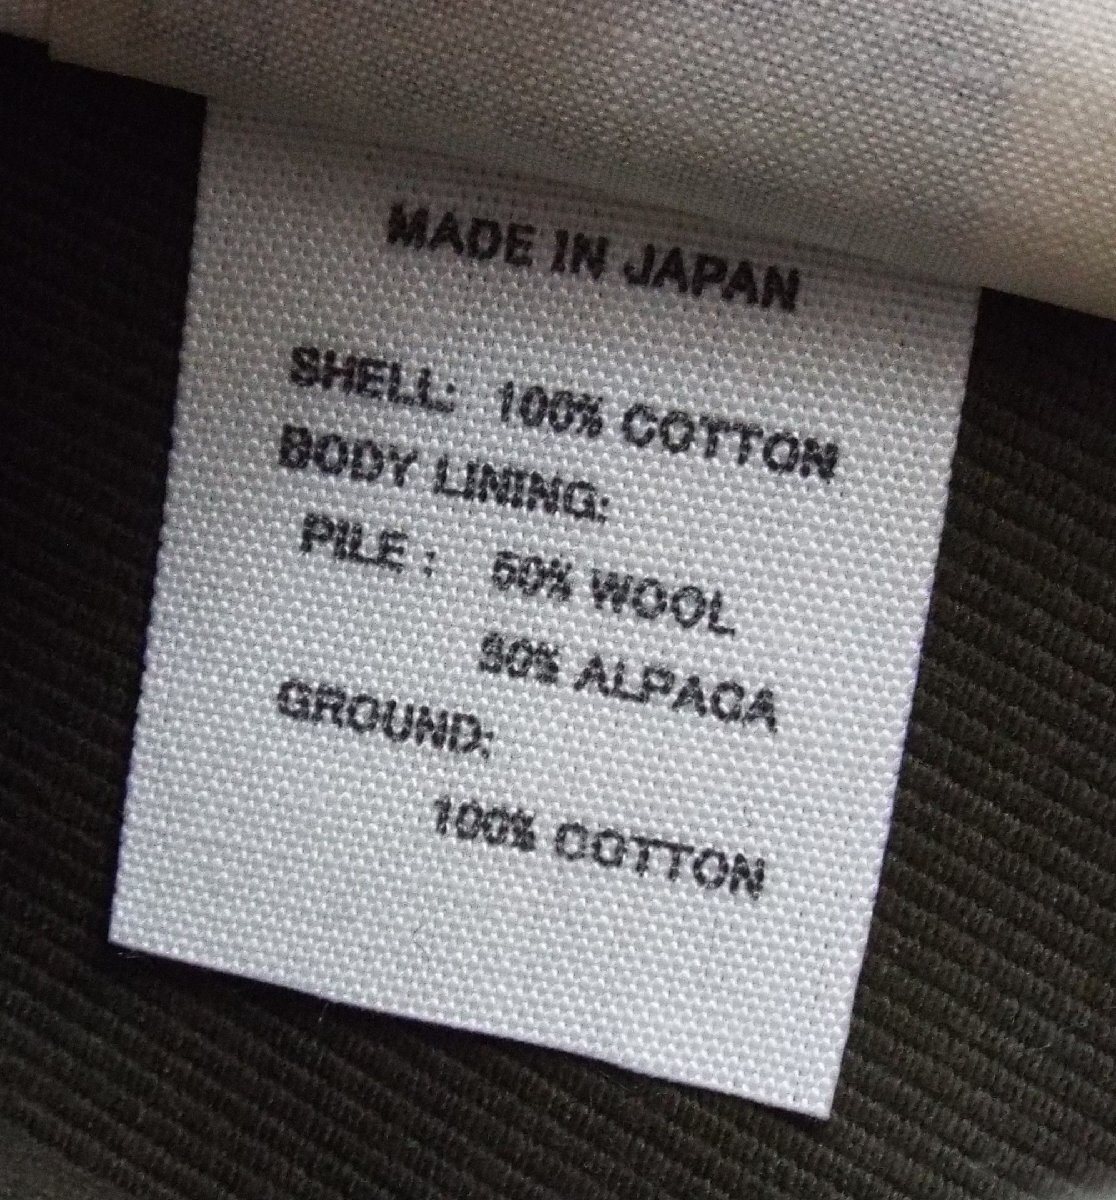 MADE IN JAPAN
SHELL: 100% COTTON
BODY LINING:
PILE : 50% WOOL
50% ALPACA
GROUND:
100% COTTON